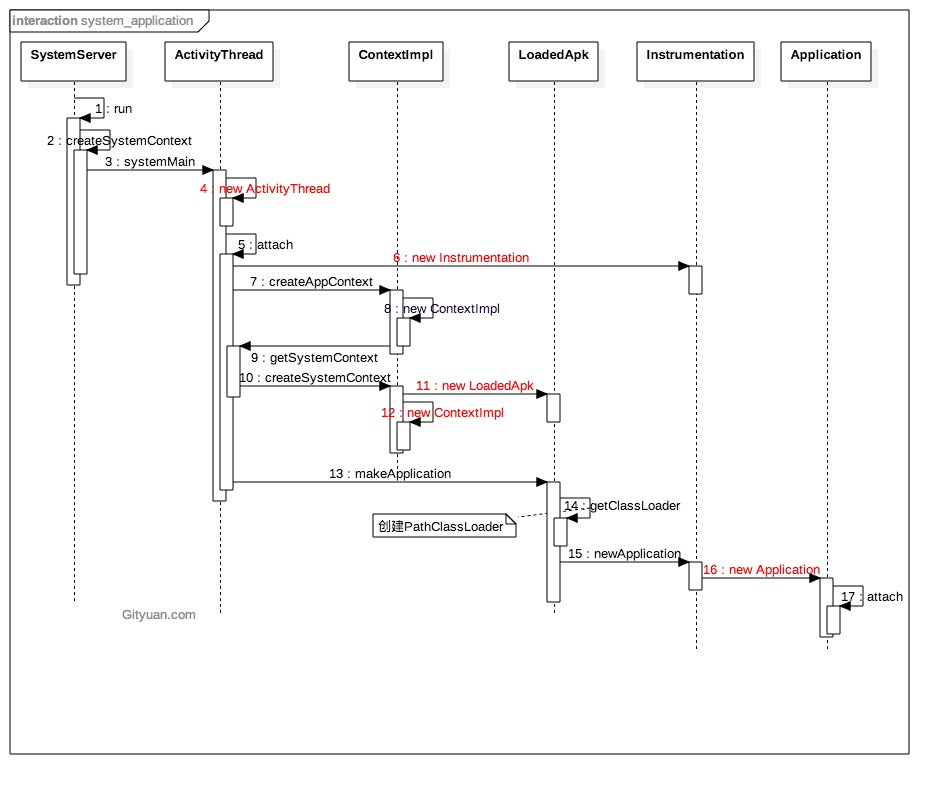 interaction system_application
SystemServer
ActivityThread
ContextImpl
LoadedApk
Instrumentation
Application
1 : run
2 : createSystemContext
3 : systemMain
4 : new ActivityThread
5 : attach
6 : new Instrumentation
7 : createAppContext
8 : new ContextImpl
9 : getSystemContext
10 : createSystemContext
11 : new LoadedApk
12 : new ContextImpl
13 : makeApplication
14 : getClassLoader
创建PathClassLoader
15 : newApplication
16 : new Application
17 : attach
Gityuan.com